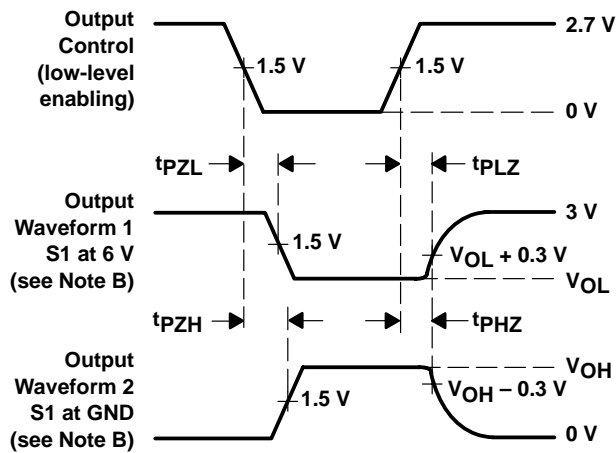 Output
Control
(low-level
enabling)
1.5 V
1.5 V
2.7 V
0 V
tPZL
tPLZ
Output
Waveform 1
S1 at 6 V
(see Note B)
1.5 V
3 V
VOL + 0.3 V
VOL
tPZH
tPHZ
Output
Waveform 2
S1 at GND
(see Note B)
1.5 V
VOH
VOH – 0.3 V
0 V